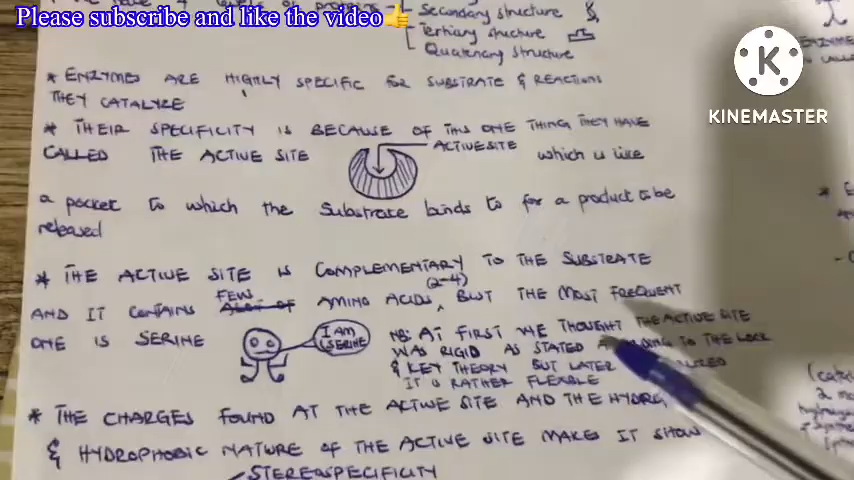 Please subscribe and like the video👍
Secondary structure
Tertiary structure
Quaternary structure
KINEMASTER
* ENZYMES ARE HIGHLY SPECIFIC FOR SUBSTRATE & REACTIONS
THEY CATALYZE
* THEIR SPECIFICITY IS BECAUSE OF THIS ONE THING THEY HAVE
CALLED THE ACTIVE SITE
ACTIVESITE
which is like
a pocket to which the Substrate binds to for a product to be
released
* THE ACTIVE SITE IS COMPLEMENTARY TO THE SUBSTRATE
AND IT CONTAINS FEW AMINO ACIDS (2-4), BUT THE MOST FREQUENT
ONE IS SERINE
I AM SERINE
NB: AT FIRST WE THOUGHT THE ACTIVE SITE
WAS RIGID AS STATED TO THE LOCK
& KEY THEORY BUT LATER
IT IS RATHER FLEXIBLE
* THE CHARGES FOUND AT THE ACTIVE SITE AND THE
& HYDROPHOBIC NATURE OF THE ACTIVE SITE MAKES IT SHOW
STEREOSPECIFICITY